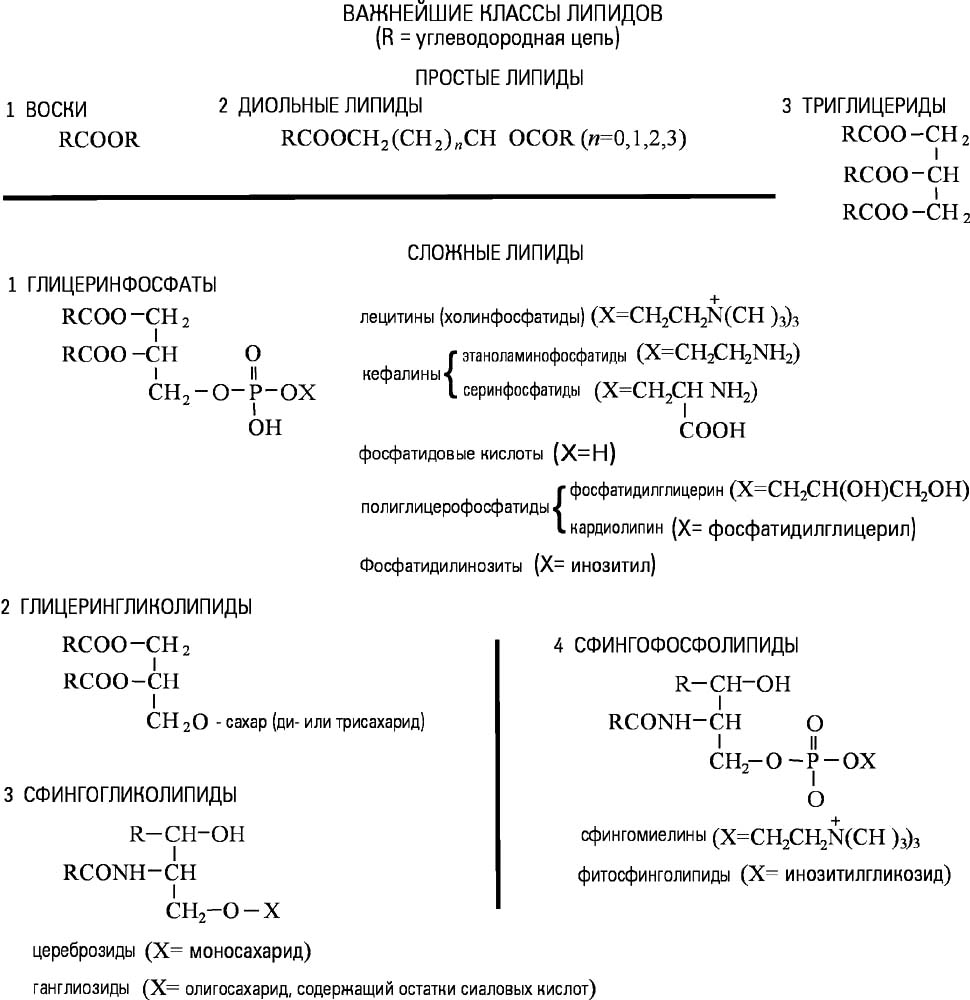 ВАЖНЕЙШИЕ КЛАССЫ ЛИПИДОВ
(R = углеводородная цепь)
ПРОСТЫЕ ЛИПИДЫ
1 ВОСКИ
RCOOR
2 ДИОЛЬНЫЕ ЛИПИДЫ
RCOOCH₂(CH₂)ₙCH OCOR (n=0,1,2,3)
3 ТРИГЛИЦЕРИДЫ
RCOO–CH₂
RCOO–CH
RCOO–CH₂
СЛОЖНЫЕ ЛИПИДЫ
1 ГЛИЦЕРИНФОСФАТЫ
RCOO–CH₂
RCOO–CH O
CH₂–O–P–OX
OH
лецитины (холинфосфатиды) (X=CH₂CH₂N⁺(CH )₃)₃
кефалины { этаноламинофосфатиды (X=CH₂CH₂NH₂)
серинфосфатиды (X=CH₂CH NH₂)
COOH
фосфатидовые кислоты (X=H)
полиглицерофосфатиды { фосфатидилглицерин (X=CH₂CH(OH)CH₂OH)
кардиолипин (X= фосфатидилглицерил)
Фосфатидилинозиты (X= инозитил)
2 ГЛИЦЕРИНГЛИКОЛИПИДЫ
RCOO–CH₂
RCOO–CH
CH₂O - сахар (ди- или трисахарид)
3 СФИНГОГЛИКОЛИПИДЫ
R–CH–OH
RCONH–CH
CH₂–O–X
цереброзиды (X= моносахарид)
ганглиозиды (X= олигосахарид, содержащий остатки сиаловых кислот)
4 СФИНГОФОСФОЛИПИДЫ
R–CH–OH
RCONH–CH O
CH₂–O–P–OX
O
сфингомиелины (X=CH₂CH₂N⁺(CH )₃)₃
фитосфинголипиды (X= инозитилгликозид)